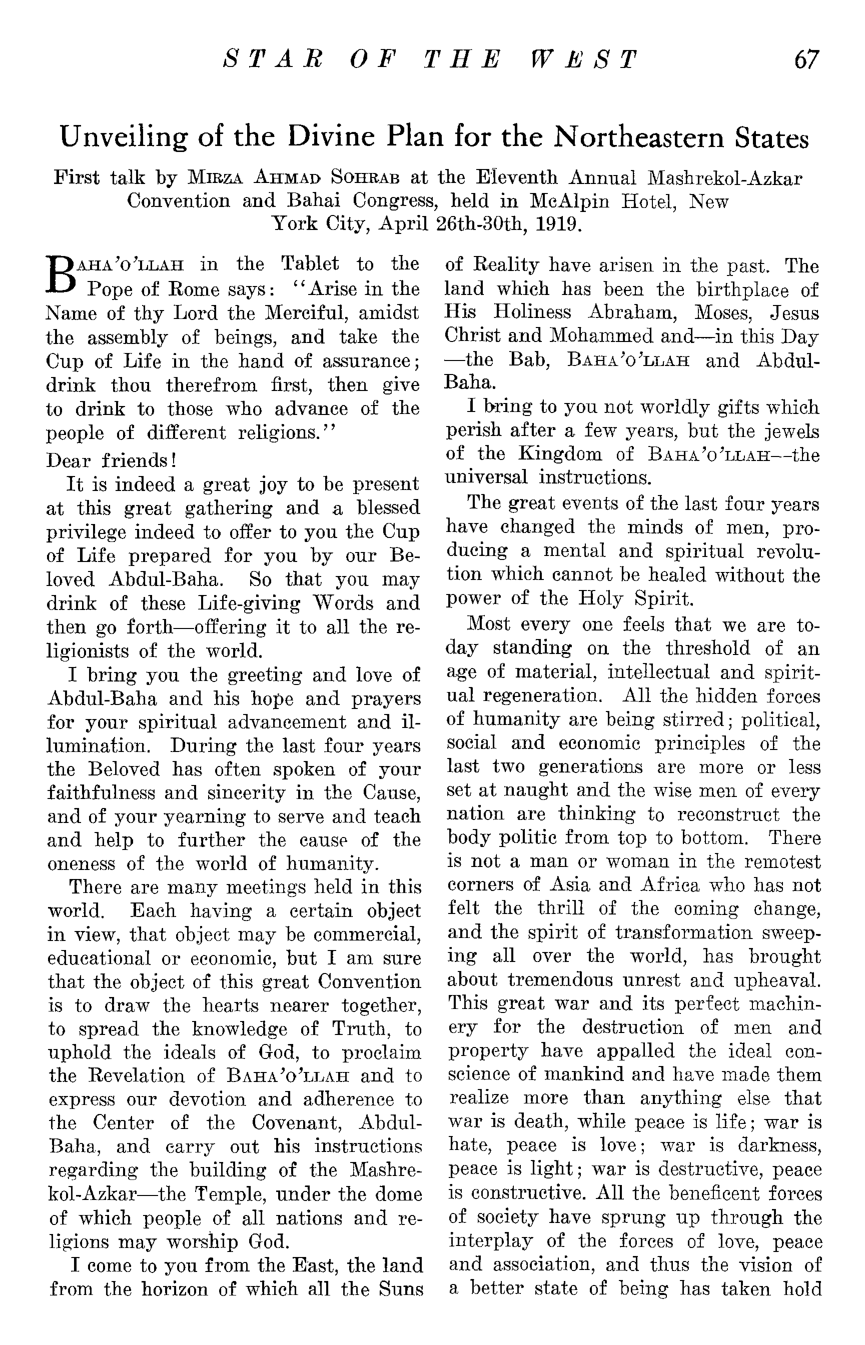 STAR OF THE WEST 67
Unveiling of the Divine Plan for the Northeastern States
First talk by MIRZA AHMAD SOHRAB at the Eleventh Annual Mashrekol-Azkar
Convention and Bahai Congress, held in McAlpin Hotel, New
York City, April 26th-30th, 1919.
BAHA'O'LLAH in the Tablet to the
Pope of Rome says: "Arise in the
Name of thy Lord the Merciful, amidst
the assembly of beings, and take the
Cup of Life in the hand of assurance;
drink thou therefrom first, then give
to drink to those who advance of the
people of different religions."
Dear friends!
It is indeed a great joy to be present
at this great gathering and a blessed
privilege indeed to offer to you the Cup
of Life prepared for you by our Be-
loved Abdul-Baha. So that you may
drink of these Life-giving Words and
then go forth—offering it to all the re-
ligionists of the world.
I bring you the greeting and love of
Abdul-Baha and his hope and prayers
for your spiritual advancement and il-
lumination. During the last four years
the Beloved has often spoken of your
faithfulness and sincerity in the Cause,
and of your yearning to serve and teach
and help to further the cause of the
oneness of the world of humanity.
There are many meetings held in this
world. Each having a certain object
in view, that object may be commercial,
educational or economic, but I am sure
that the object of this great Convention
is to draw the hearts nearer together,
to spread the knowledge of Truth, to
uphold the ideals of God, to proclaim
the Revelation of BAHA'O'LLAH and to
express our devotion and adherence to
the Center of the Covenant, Abdul-
Baha, and carry out his instructions
regarding the building of the Mashre-
kol-Azkar—the Temple, under the dome
of which people of all nations and re-
ligions may worship God.
I come to you from the East, the land
from the horizon of which all the Suns
of Reality have arisen in the past. The
land which has been the birthplace of
His Holiness Abraham, Moses, Jesus
Christ and Mohammed and—in this Day
—the Bab, BAHA'O'LLAH and Abdul-
Baha.
I bring to you not worldly gifts which
perish after a few years, but the jewels
of the Kingdom of BAHA'O'LLAH--the
universal instructions.
The great events of the last four years
have changed the minds of men, pro-
ducing a mental and spiritual revolu-
tion which cannot be healed without the
power of the Holy Spirit.
Most every one feels that we are to-
day standing on the threshold of an
age of material, intellectual and spirit-
ual regeneration. All the hidden forces
of humanity are being stirred; political,
social and economic principles of the
last two generations are more or less
set at naught and the wise men of every
nation are thinking to reconstruct the
body politic from top to bottom. There
is not a man or woman in the remotest
corners of Asia and Africa who has not
felt the thrill of the coming change,
and the spirit of transformation sweep-
ing all over the world, has brought
about tremendous unrest and upheaval.
This great war and its perfect machin-
ery for the destruction of men and
property have appalled the ideal con-
science of mankind and have made them
realize more than anything else that
war is death, while peace is life; war is
hate, peace is love; war is darkness,
peace is light; war is destructive, peace
is constructive. All the beneficent forces
of society have sprung up through the
interplay of the forces of love, peace
and association, and thus the vision of
a better state of being has taken hold